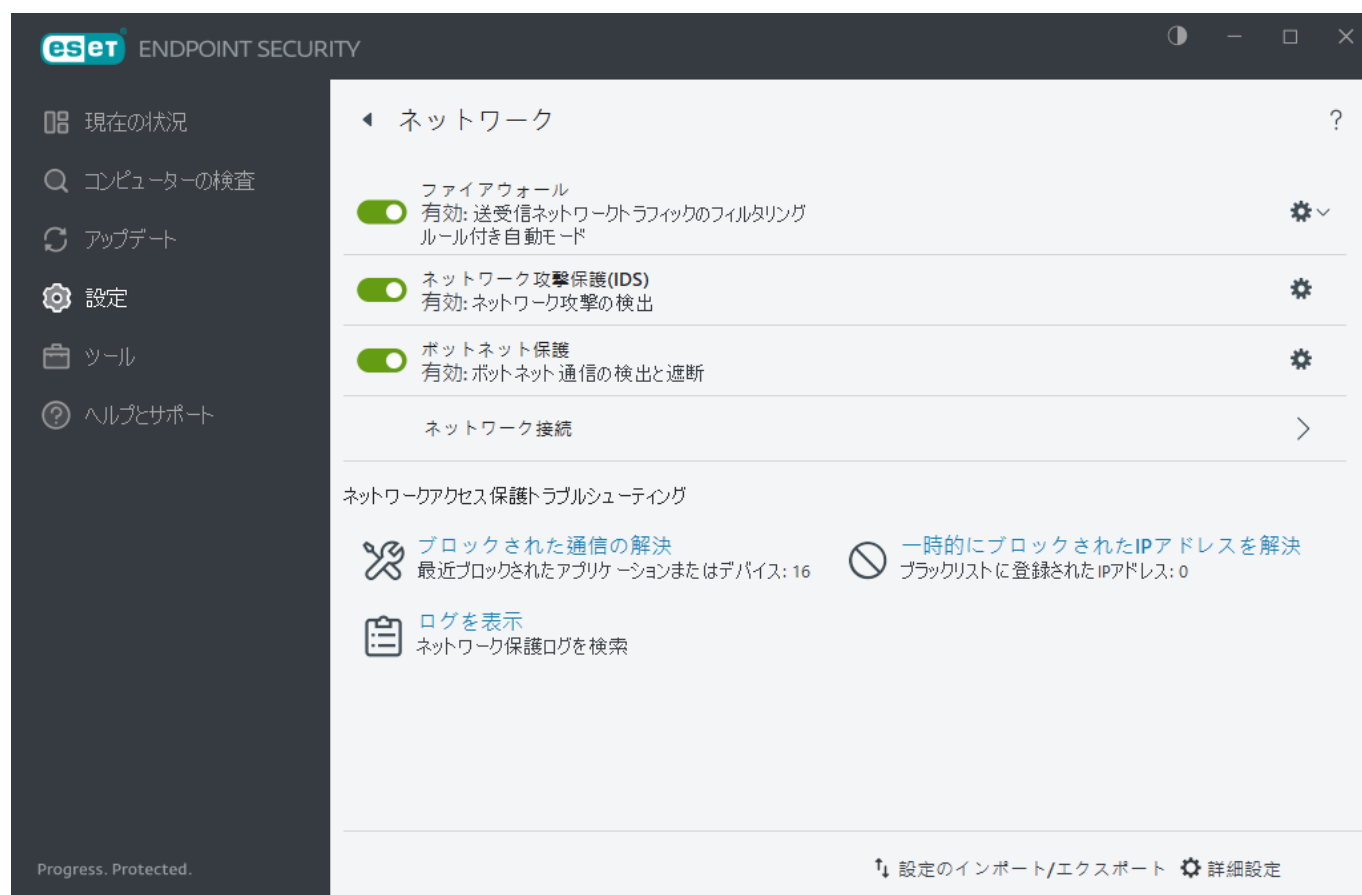 eset ENDPOINT SECURITY
現在の状況
コンピューターの検査
アップデート
設定
ツール
ヘルプとサポート
Progress. Protected.
ネットワーク
?
ファイアウォール
有効: 送受信ネットワークトラフィックのフィルタリング
ルール付き自動モード
ネットワーク攻撃保護(IDS)
有効: ネットワーク攻撃の検出
ボットネット保護
有効: ボットネット通信の検出と遮断
ネットワーク接続
ネットワークアクセス保護トラブルシューティング
ブロックされた通信の解決
最近ブロックされたアプリケーションまたはデバイス: 16
一時的にブロックされたIPアドレスを解決
ブラックリストに登録されたIPアドレス: 0
ログを表示
ネットワーク保護ログを検索
設定のインポート/エクスポート 詳細設定